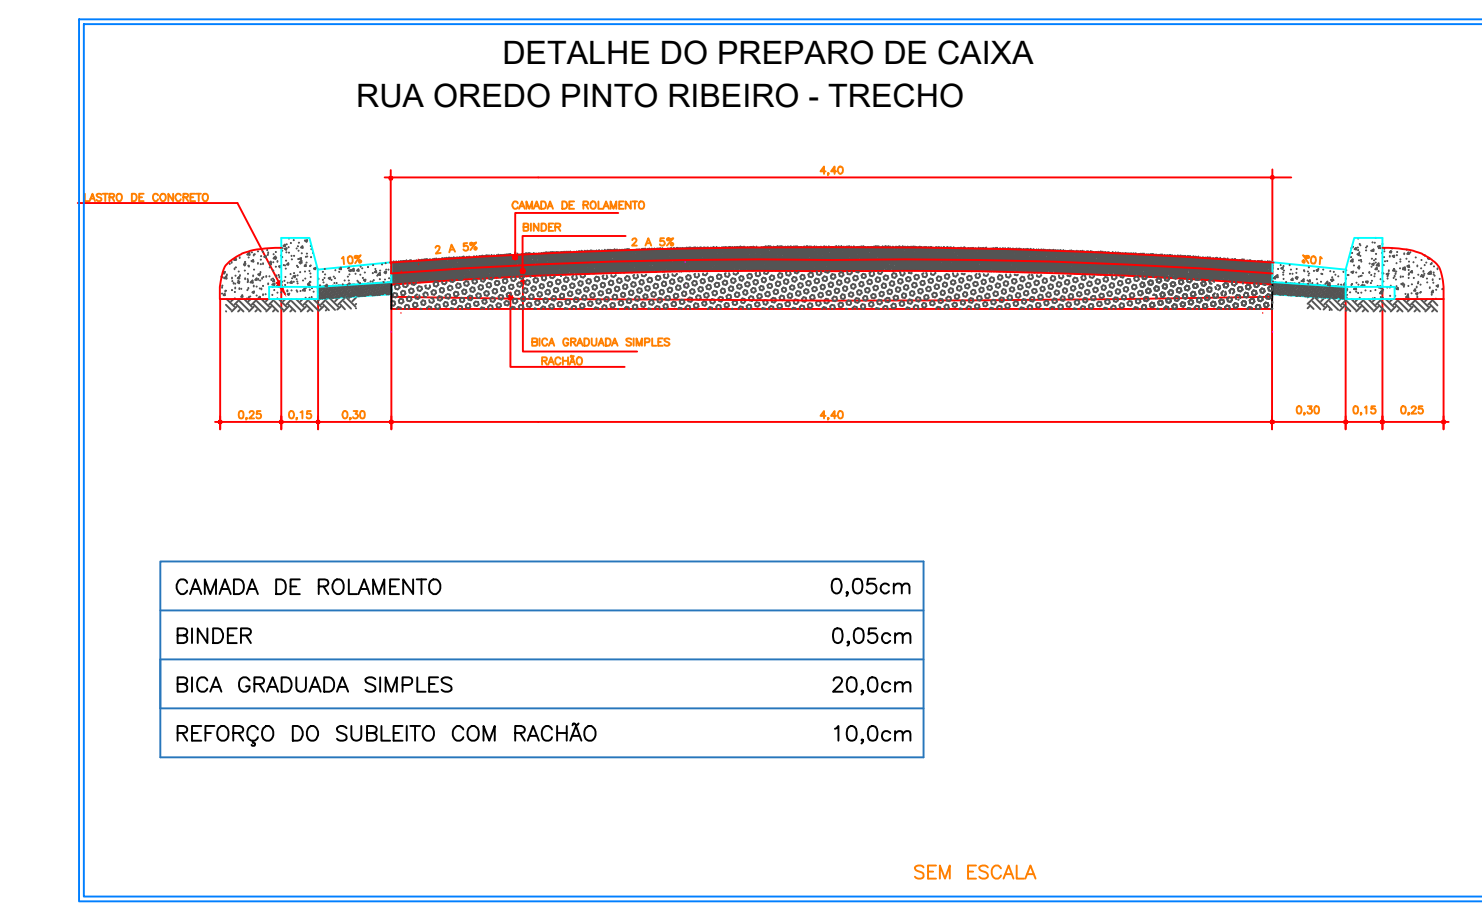 DETALHE DO PREPARO DE CAIXA
RUA OREDO PINTO RIBEIRO - TRECHO
4,40
LASTRO DE CONCRETO
CAMADA DE ROLAMENTO
BINDER
2 A 5%
2 A 5%
10%
10%
BICA GRADUADA SIMPLES
RACHÃO
0,25 0,15 0,30 4,40 0,30 0,15 0,25
CAMADA DE ROLAMENTO 0,05cm
BINDER 0,05cm
BICA GRADUADA SIMPLES 20,0cm
REFORÇO DO SUBLEITO COM RACHÃO 10,0cm
SEM ESCALA